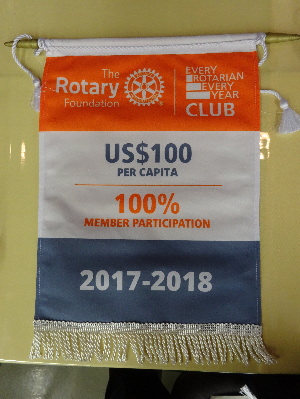 The
Rotary
Foundation
EVERY
ROTARIAN
EVERY
YEAR
CLUB
US$100
PER CAPITA
100%
MEMBER PARTICIPATION
2017-2018